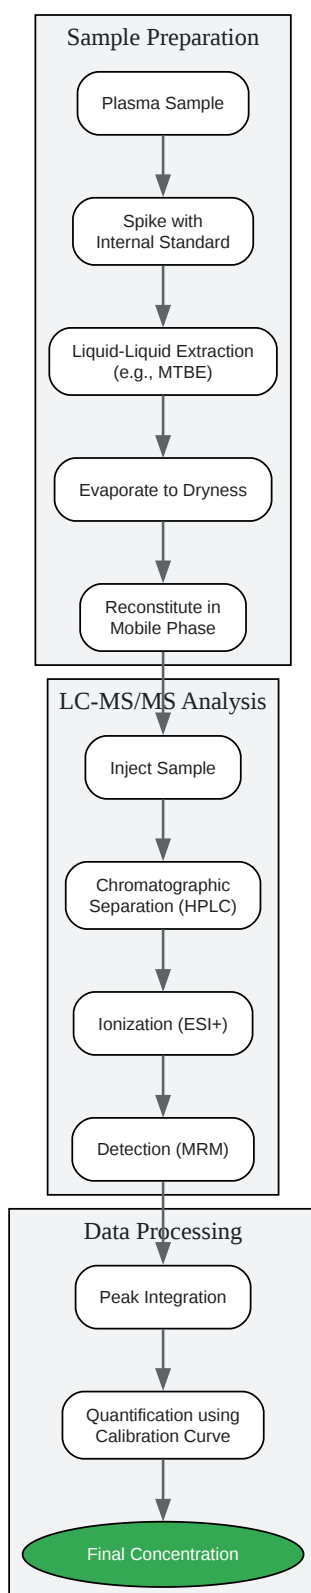 Sample Preparation
Plasma Sample
Spike with
Internal Standard
Liquid-Liquid Extraction
(e.g., MTBE)
Evaporate to Dryness
Reconstitute in
Mobile Phase
LC-MS/MS Analysis
Inject Sample
Chromatographic
Separation (HPLC)
Ionization (ESI+)
Detection (MRM)
Data Processing
Peak Integration
Quantification using
Calibration Curve
Final Concentration